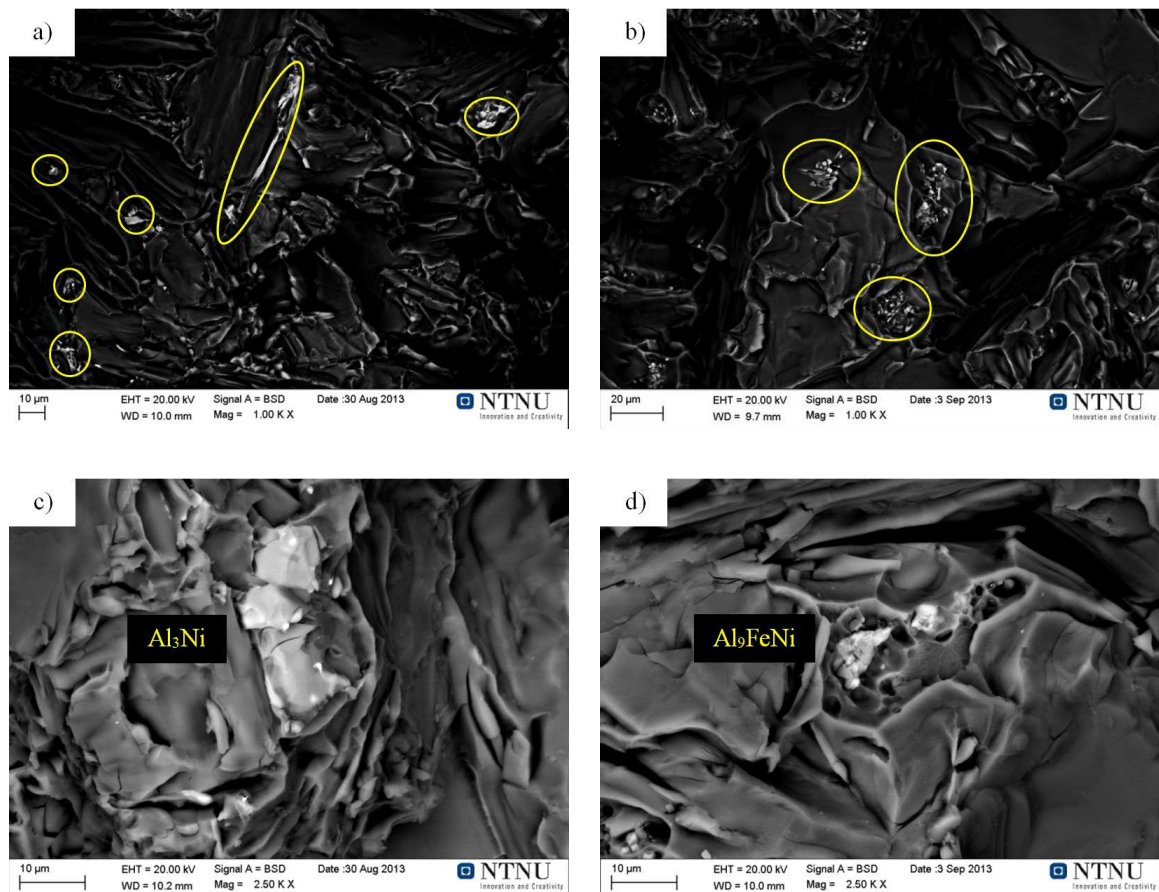 a)
10 µm
EHT = 20.00 kV
WD = 10.0 mm
Signal A = BSD
Mag = 1.00 K X
Date :30 Aug 2013
NTNU
Innovation and Creativity
b)
20 µm
EHT = 20.00 kV
WD = 9.7 mm
Signal A = BSD
Mag = 1.00 K X
Date :3 Sep 2013
NTNU
Innovation and Creativity
c)
Al₃Ni
10 µm
EHT = 20.00 kV
WD = 10.2 mm
Signal A = BSD
Mag = 2.50 K X
Date :30 Aug 2013
NTNU
Innovation and Creativity
d)
Al₉FeNi
10 µm
EHT = 20.00 kV
WD = 10.0 mm
Signal A = BSD
Mag = 2.50 K X
Date :3 Sep 2013
NTNU
Innovation and Creativity